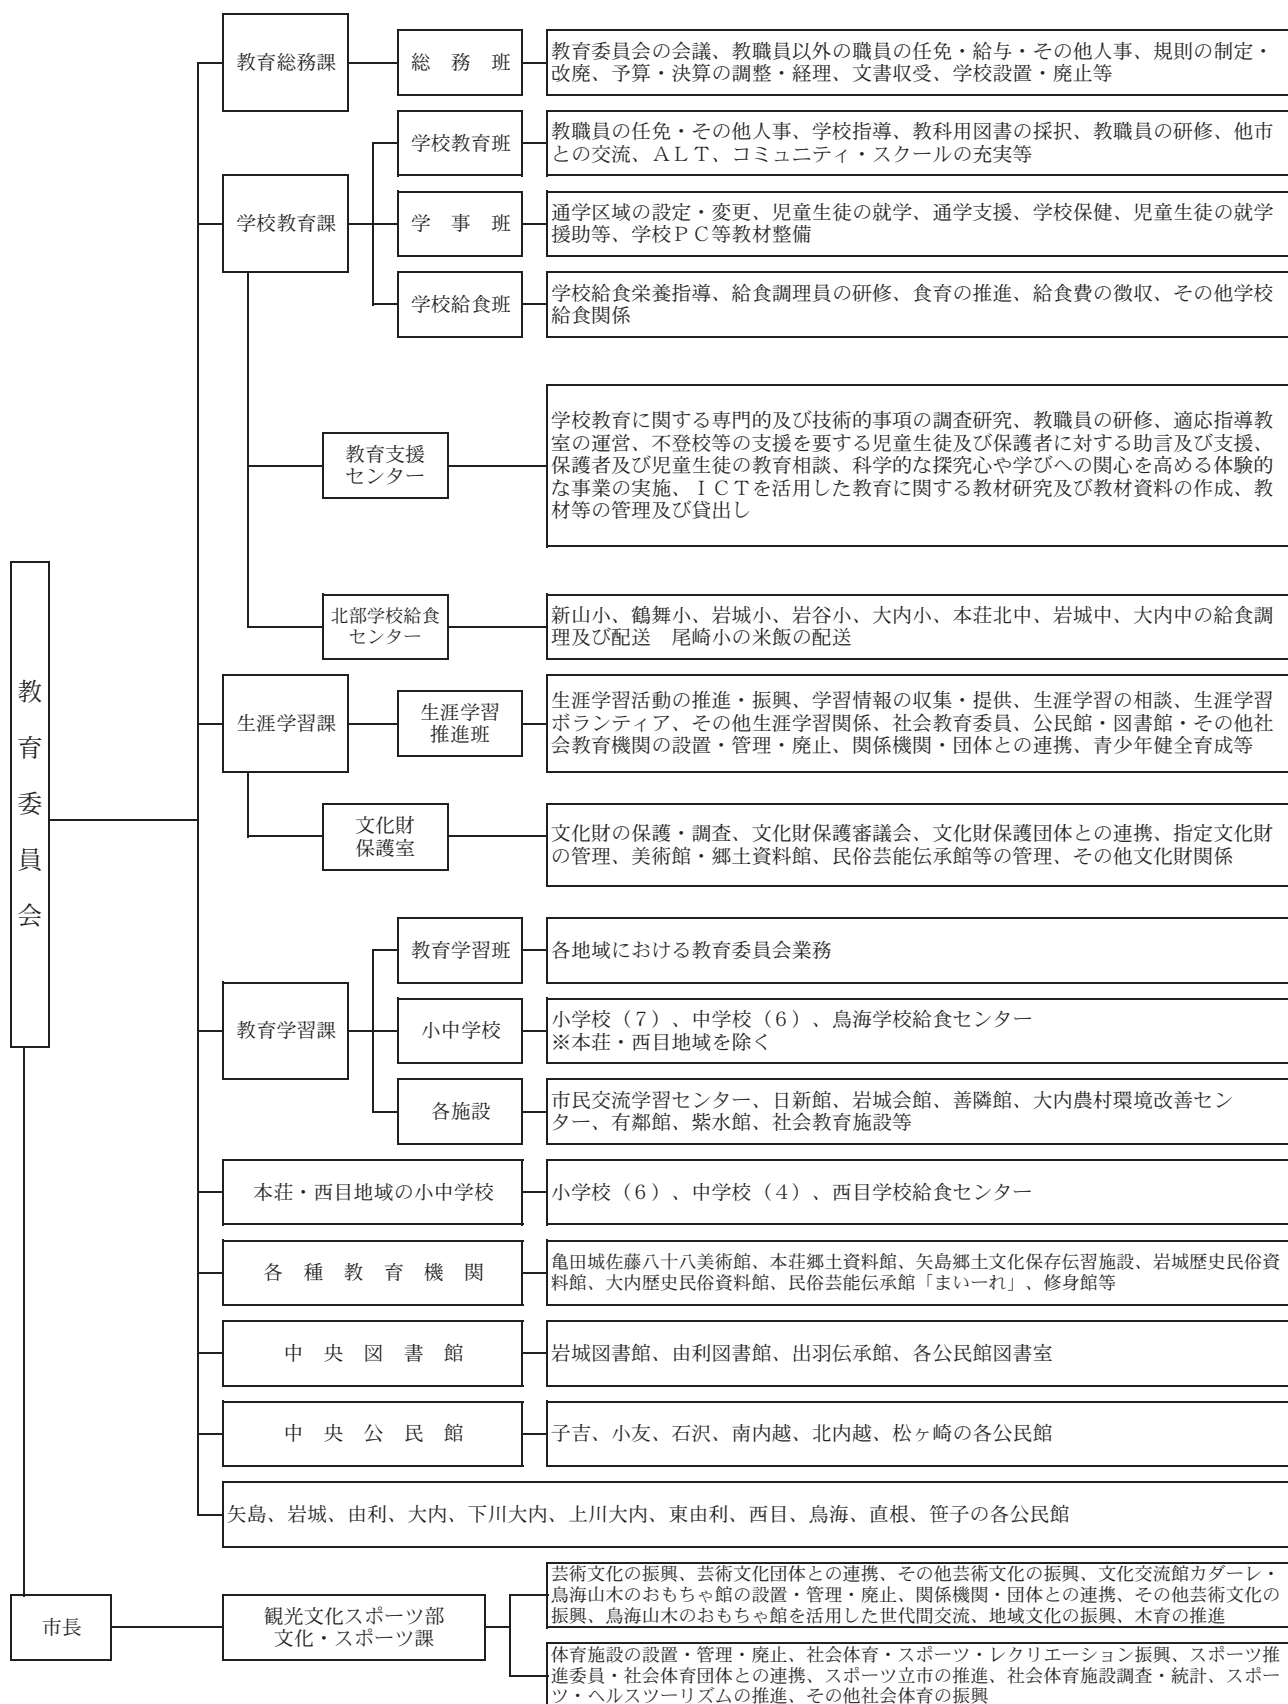 教育総務課
総務班
教育委員会の会議、教職員以外の職員の任免・給与・その他人事、規則の制定・
改廃、予算・決算の調整・経理、文書収受、学校設置・廃止等
学校教育班
教職員の任免・その他人事、学校指導、教科用図書の採択、教職員の研修、他市
との交流、ＡＬＴ、コミュニティ・スクールの充実等
学校教育課
学事班
通学区域の設定・変更、児童生徒の就学、通学支援、学校保健、児童生徒の就学
援助等、学校ＰＣ等教材整備
学校給食班
学校給食栄養指導、給食調理員の研修、食育の推進、給食費の徴収、その他学校
給食関係
教育支援
センター
学校教育に関する専門的及び技術的事項の調査研究、教職員の研修、適応指導教
室の運営、不登校等の支援を要する児童生徒及び保護者に対する助言及び支援、
保護者及び児童生徒の教育相談、科学的な探究心や学びへの関心を高める体験的
な事業の実施、ＩＣＴを活用した教育に関する教材研究及び教材資料の作成、教
材等の管理及び貸出し
北部学校給食
センター
新山小、鶴舞小、岩城小、岩谷小、大内小、本荘北中、岩城中、大内中の給食調
理及び配送　尾崎小の米飯の配送
教育委員会
生涯学習課
生涯学習
推進班
生涯学習活動の推進・振興、学習情報の収集・提供、生涯学習の相談、生涯学習
ボランティア、その他生涯学習関係、社会教育委員、公民館・図書館・その他社
会教育機関の設置・管理・廃止、関係機関・団体との連携、青少年健全育成等
文化財
保護室
文化財の保護・調査、文化財保護審議会、文化財保護団体との連携、指定文化財
の管理、美術館・郷土資料館、民俗芸能伝承館等の管理、その他文化財関係
教育学習班
各地域における教育委員会業務
教育学習課
小中学校
小学校（７）、中学校（６）、鳥海学校給食センター
※本荘・西目地域を除く
各施設
市民交流学習センター、日新館、岩城会館、善隣館、大内農村環境改善セン
ター、有鄰館、紫水館、社会教育施設等
本荘・西目地域の小中学校
小学校（６）、中学校（４）、西目学校給食センター
各種教育機関
亀田城佐藤八十八美術館、本荘郷土資料館、矢島郷土文化保存伝習施設、岩城歴史民俗資
料館、大内歴史民俗資料館、民俗芸能伝承館「まいーれ」、修身館等
中央図書館
岩城図書館、由利図書館、出羽伝承館、各公民館図書室
中央公民館
子吉、小友、石沢、南内越、北内越、松ヶ崎の各公民館
矢島、岩城、由利、大内、下川大内、上川大内、東由利、西目、鳥海、直根、笹子の各公民館
市長
観光文化スポーツ部
文化・スポーツ課
芸術文化の振興、芸術文化団体との連携、その他芸術文化の振興、文化交流館カダーレ・
鳥海山木のおもちゃ館の設置・管理・廃止、関係機関・団体との連携、その他芸術文化の
振興、鳥海山木のおもちゃ館を活用した世代間交流、地域文化の振興、木育の推進
体育施設の設置・管理・廃止、社会体育・スポーツ・レクリエーション振興、スポーツ推
進委員・社会体育団体との連携、スポーツ立市の推進、社会体育施設調査・統計、スポー
ツ・ヘルスツーリズムの推進、その他社会体育の振興